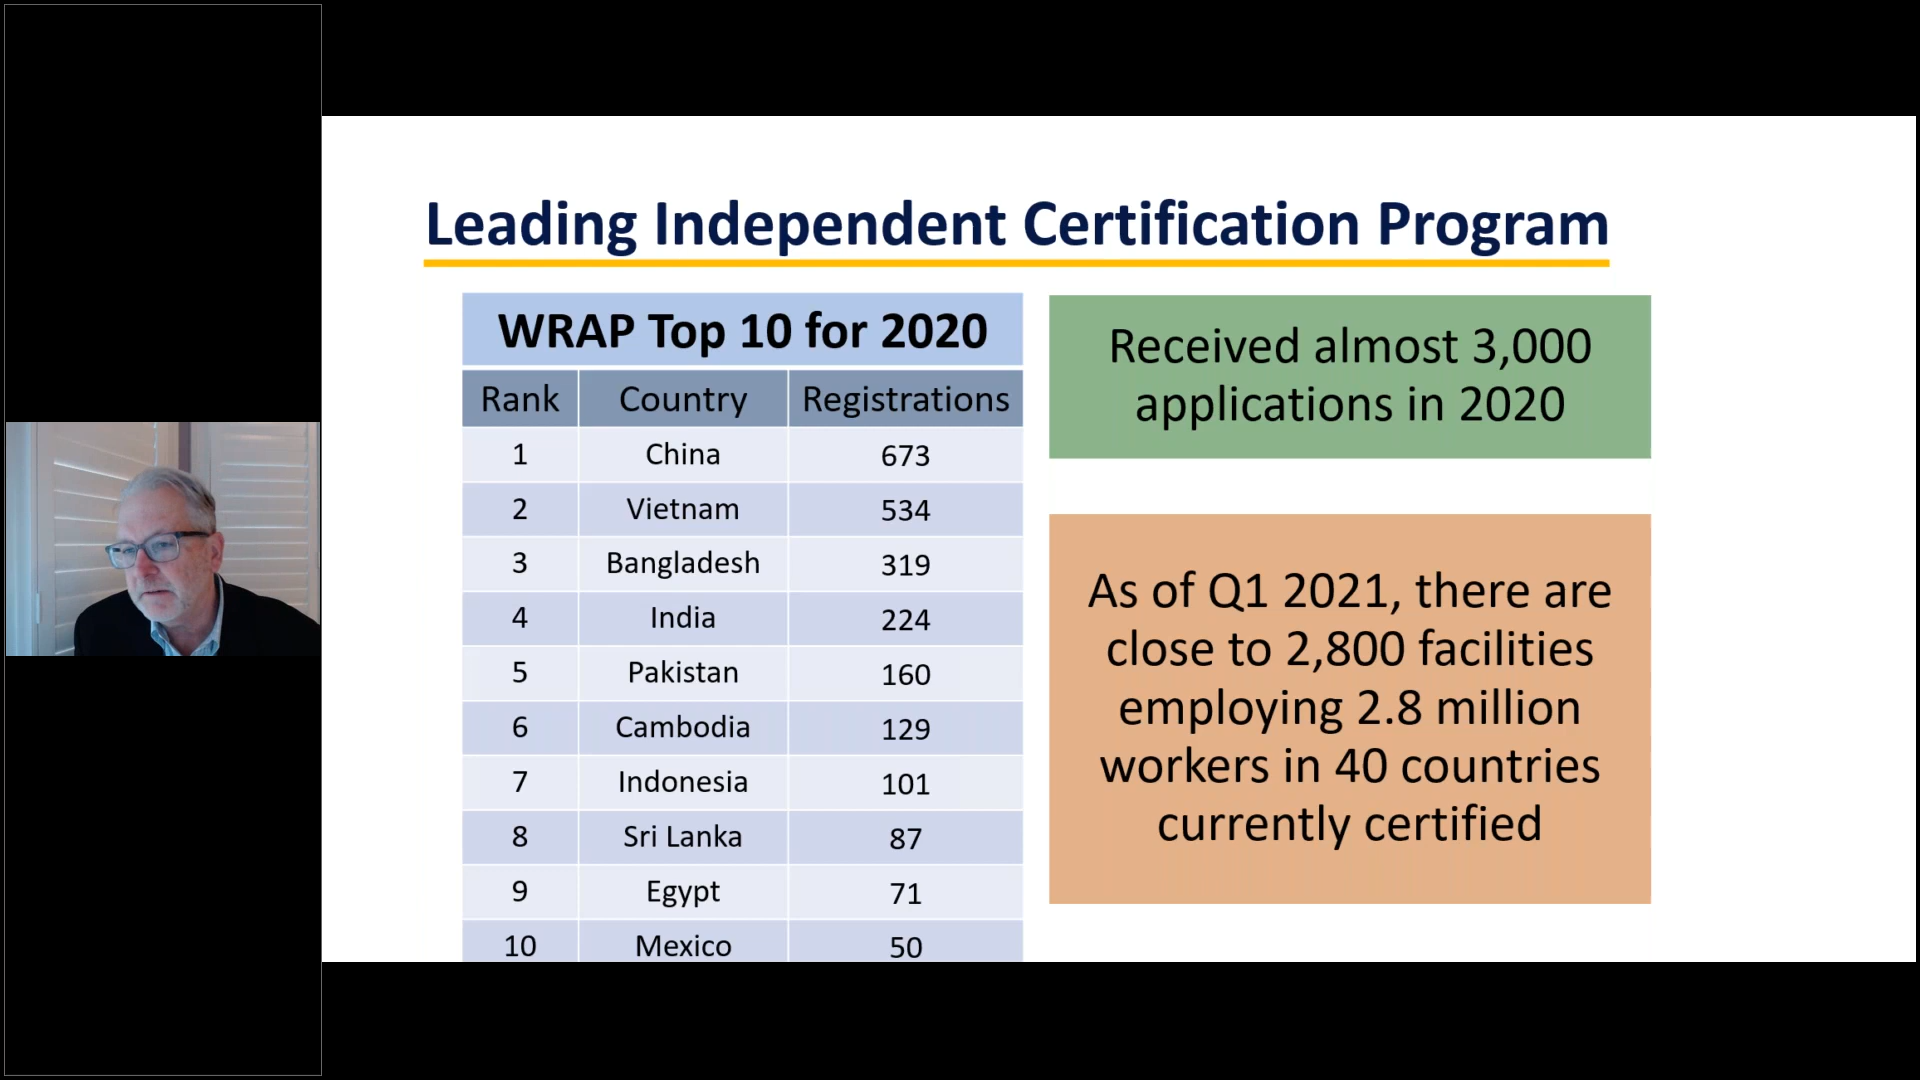 Leading Independent Certification Program
WRAP Top 10 for 2020
Rank Country Registrations
1 China 673
2 Vietnam 534
3 Bangladesh 319
4 India 224
5 Pakistan 160
6 Cambodia 129
7 Indonesia 101
8 Sri Lanka 87
9 Egypt 71
10 Mexico 50
Received almost 3,000
applications in 2020
As of Q1 2021, there are
close to 2,800 facilities
employing 2.8 million
workers in 40 countries
currently certified